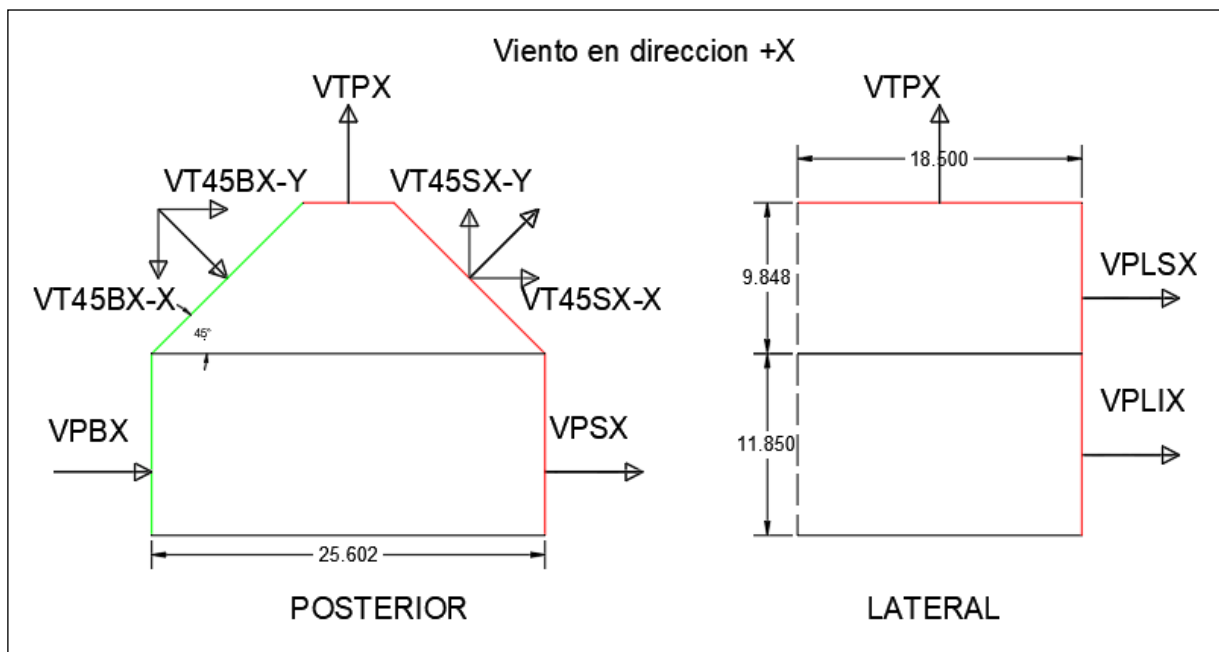 Viento en direccion +X
VTPX
VTPX
18.500
VT45BX-Y
VT45SX-Y
9.848
VPLSX
VT45BX-X
VT45SX-X
45°
VPBX
VPSX
VPLIX
11.850
25.602
POSTERIOR
LATERAL